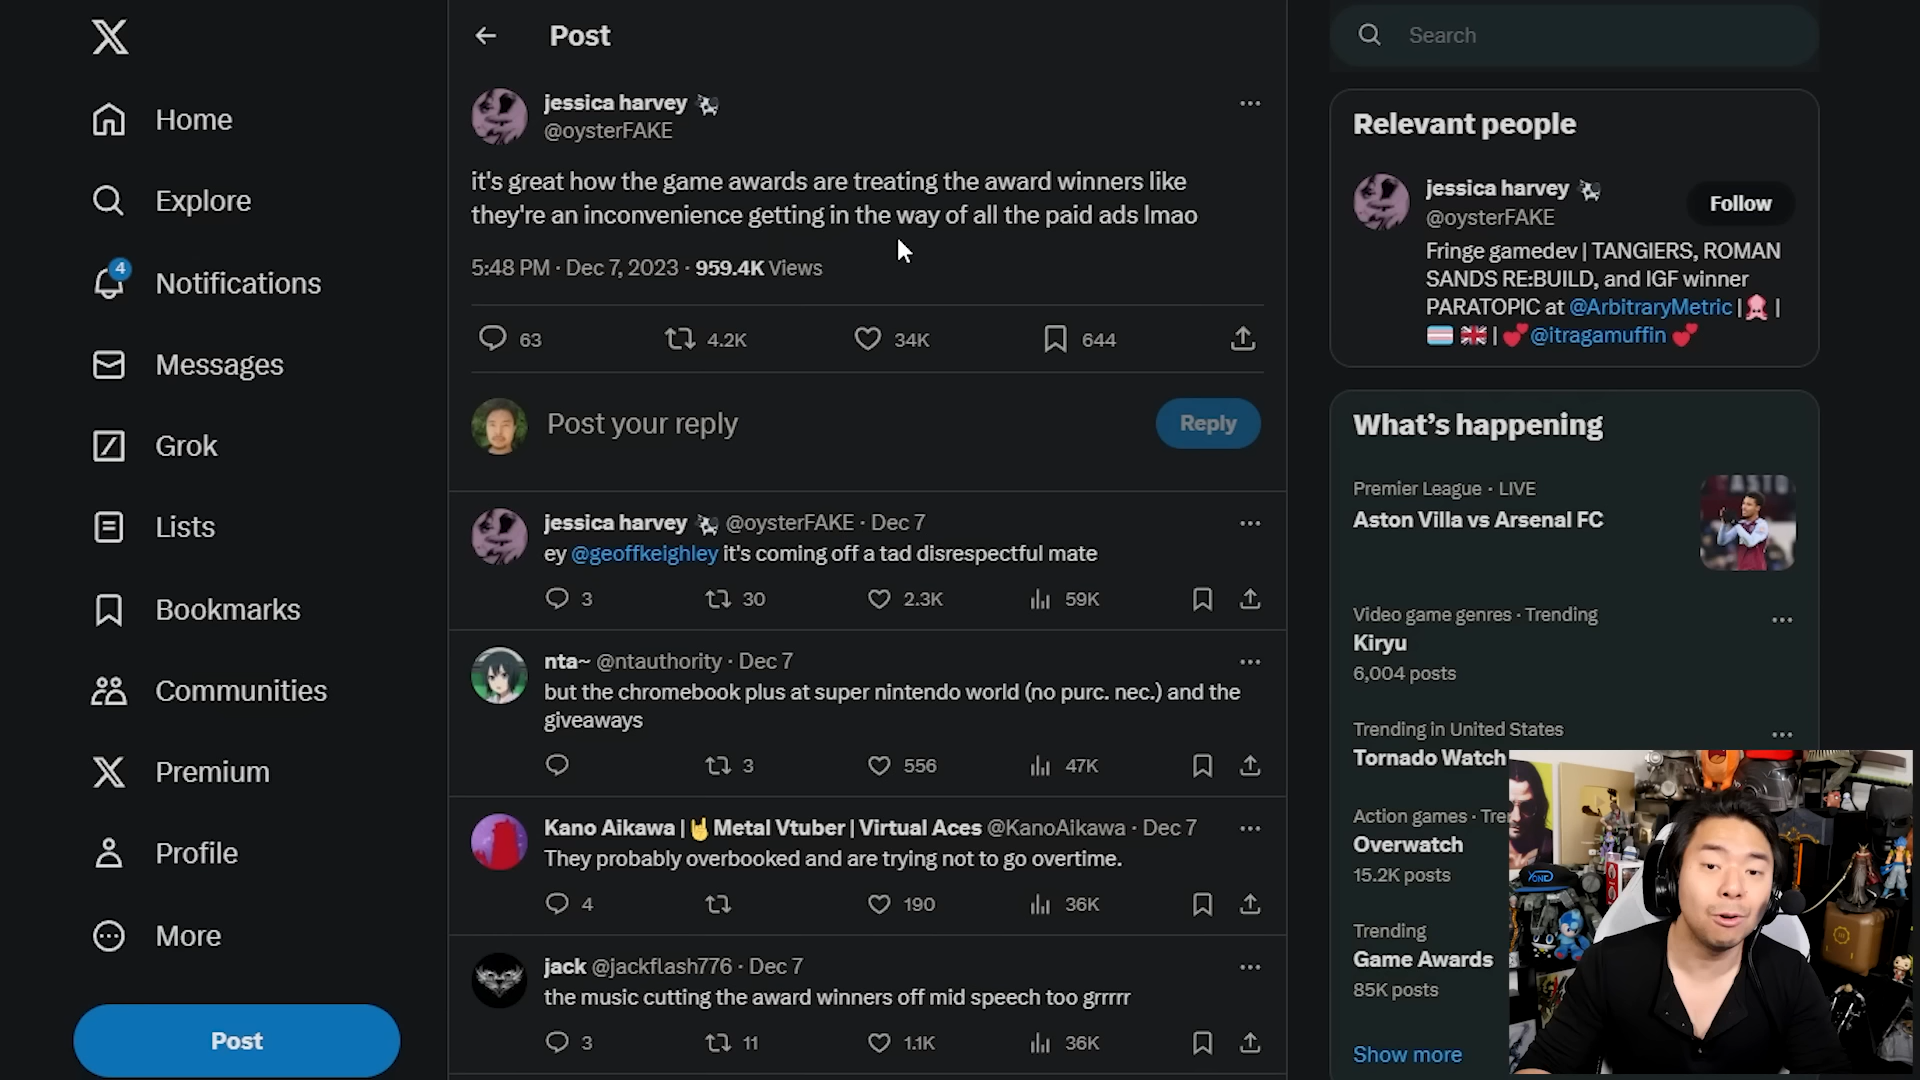 Home
Explore
4
Notifications
Messages
Grok
Lists
Bookmarks
Communities
Premium
Profile
More
Post
Post
jessica harvey
@oysterFAKE
it's great how the game awards are treating the award winners like
they're an inconvenience getting in the way of all the paid ads lmao
5:48 PM · Dec 7, 2023 · 959.4K Views
63 4.2K 34K 644
Post your reply
Reply
jessica harvey @oysterFAKE · Dec 7
ey @geoffkeighley it's coming off a tad disrespectful mate
3 30 2.3K 59K
nta~ @ntauthority · Dec 7
but the chromebook plus at super nintendo world (no purc. nec.) and the
giveaways
3 556 47K
Kano Aikawa | 🤘 Metal Vtuber | Virtual Aces @KanoAikawa · Dec 7
They probably overbooked and are trying not to go overtime.
4 190 36K
jack @jackflash776 · Dec 7
the music cutting the award winners off mid speech too grrrrr
3 11 1.1K 36K
Search
Relevant people
jessica harvey
@oysterFAKE
Follow
Fringe gamedev | TANGIERS, ROMAN
SANDS RE:BUILD, and IGF winner
PARATOPIC at @ArbitraryMetric | |
| 💕 @itragamuffin 💕
What's happening
Premier League · LIVE
Aston Villa vs Arsenal FC
Video game genres · Trending
Kiryu
6,004 posts
Trending in United States
Tornado Watch
Action games · Tre
Overwatch
15.2K posts
Trending
Game Awards
85K posts
Show more